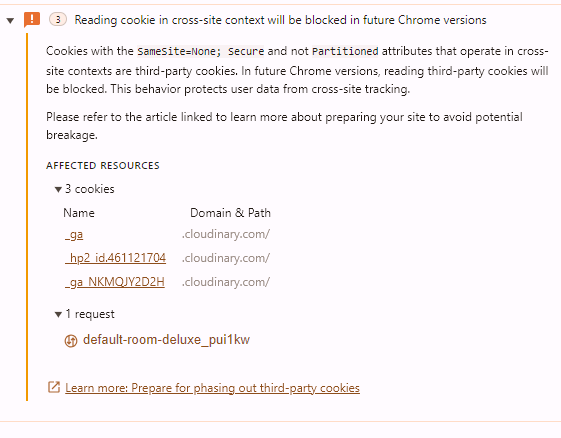 3 Reading cookie in cross-site context will be blocked in future Chrome versions
Cookies with the SameSite=None; Secure and not Partitioned attributes that operate in cross-
site contexts are third-party cookies. In future Chrome versions, reading third-party cookies will
be blocked. This behavior protects user data from cross-site tracking.
Please refer to the article linked to learn more about preparing your site to avoid potential
breakage.
AFFECTED RESOURCES
3 cookies
Name Domain & Path
_ga .cloudinary.com/
_hp2_id.461121704 .cloudinary.com/
_ga_NKMQJY2D2H .cloudinary.com/
1 request
default-room-deluxe_pui1kw
Learn more: Prepare for phasing out third-party cookies